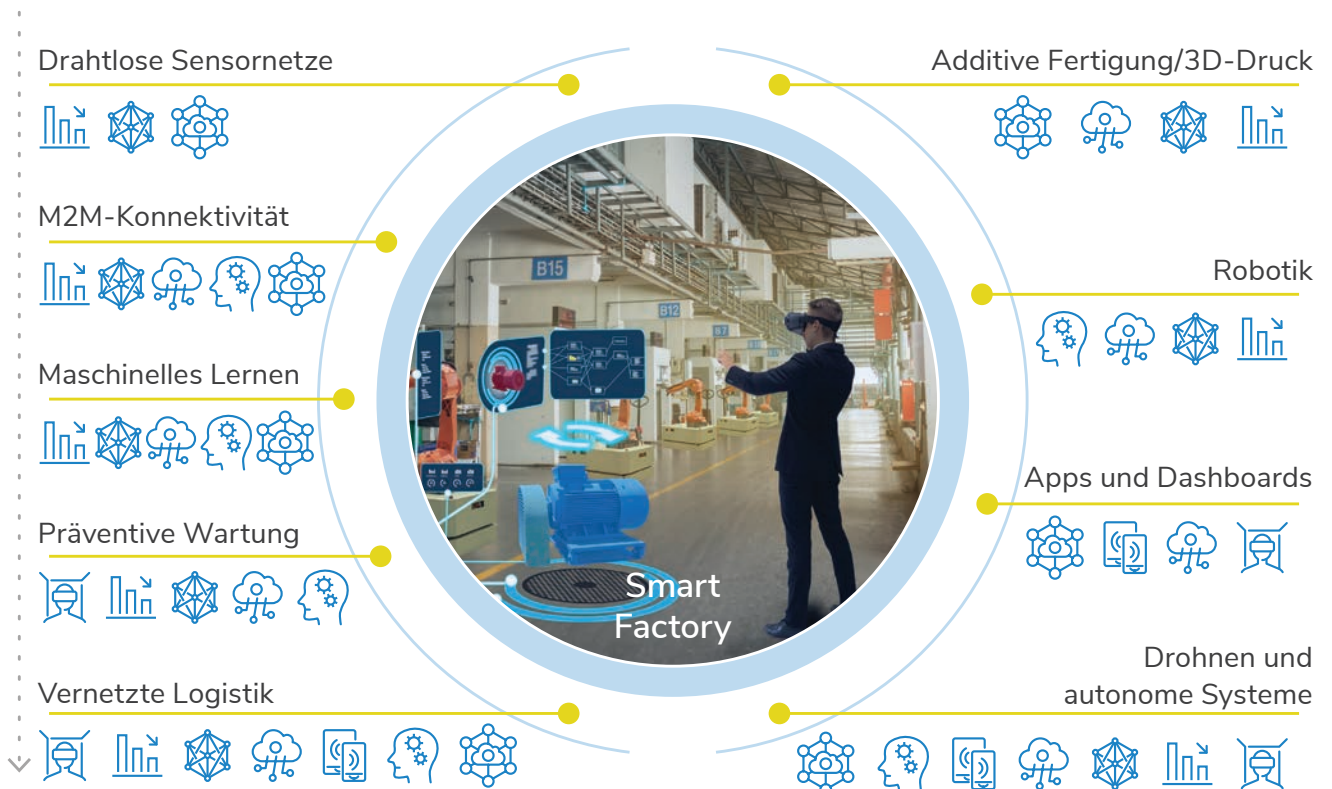 Drahtlose Sensornetze
M2M-Konnektivität
Maschinelles Lernen
Präventive Wartung
Vernetzte Logistik
B15
B12
B7
Smart
Factory
Additive Fertigung/3D-Druck
Robotik
Apps und Dashboards
Drohnen und
autonome Systeme